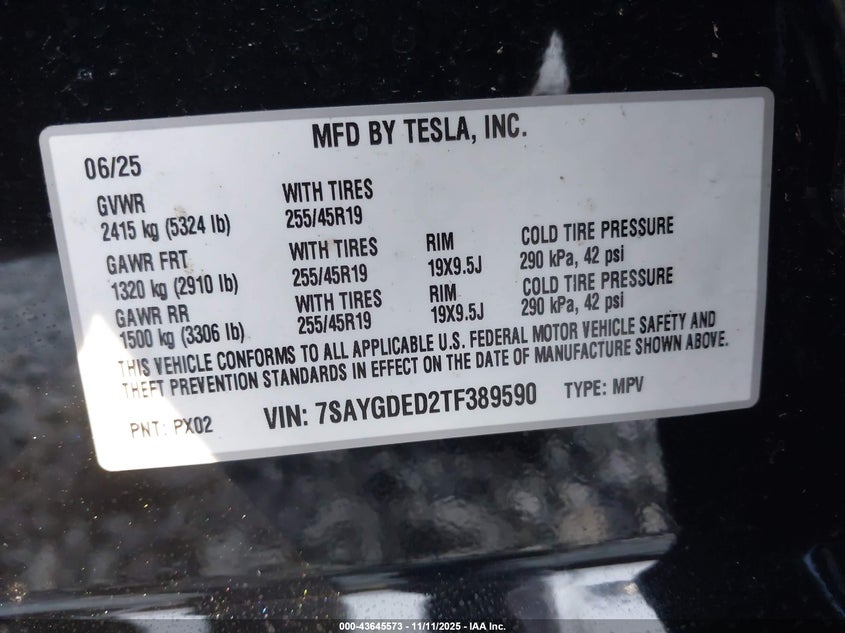 MFD BY TESLA, INC.
06/25
GVWR
2415 kg (5324 lb)
WITH TIRES
255/45R19
GAWR FRT
1320 kg (2910 lb)
WITH TIRES
255/45R19
RIM
19X9.5J
COLD TIRE PRESSURE
290 kPa, 42 psi
GAWR RR
1500 kg (3306 lb)
WITH TIRES
255/45R19
RIM
19X9.5J
COLD TIRE PRESSURE
290 kPa, 42 psi
THIS VEHICLE CONFORMS TO ALL APPLICABLE U.S. FEDERAL MOTOR VEHICLE SAFETY AND
THEFT PREVENTION STANDARDS IN EFFECT ON THE DATE OF MANUFACTURE SHOWN ABOVE.
PNT: PX02
VIN: 7SAYGDED2TF389590
TYPE: MPV
000-43645573 - 11/11/2025 - IAA Inc.